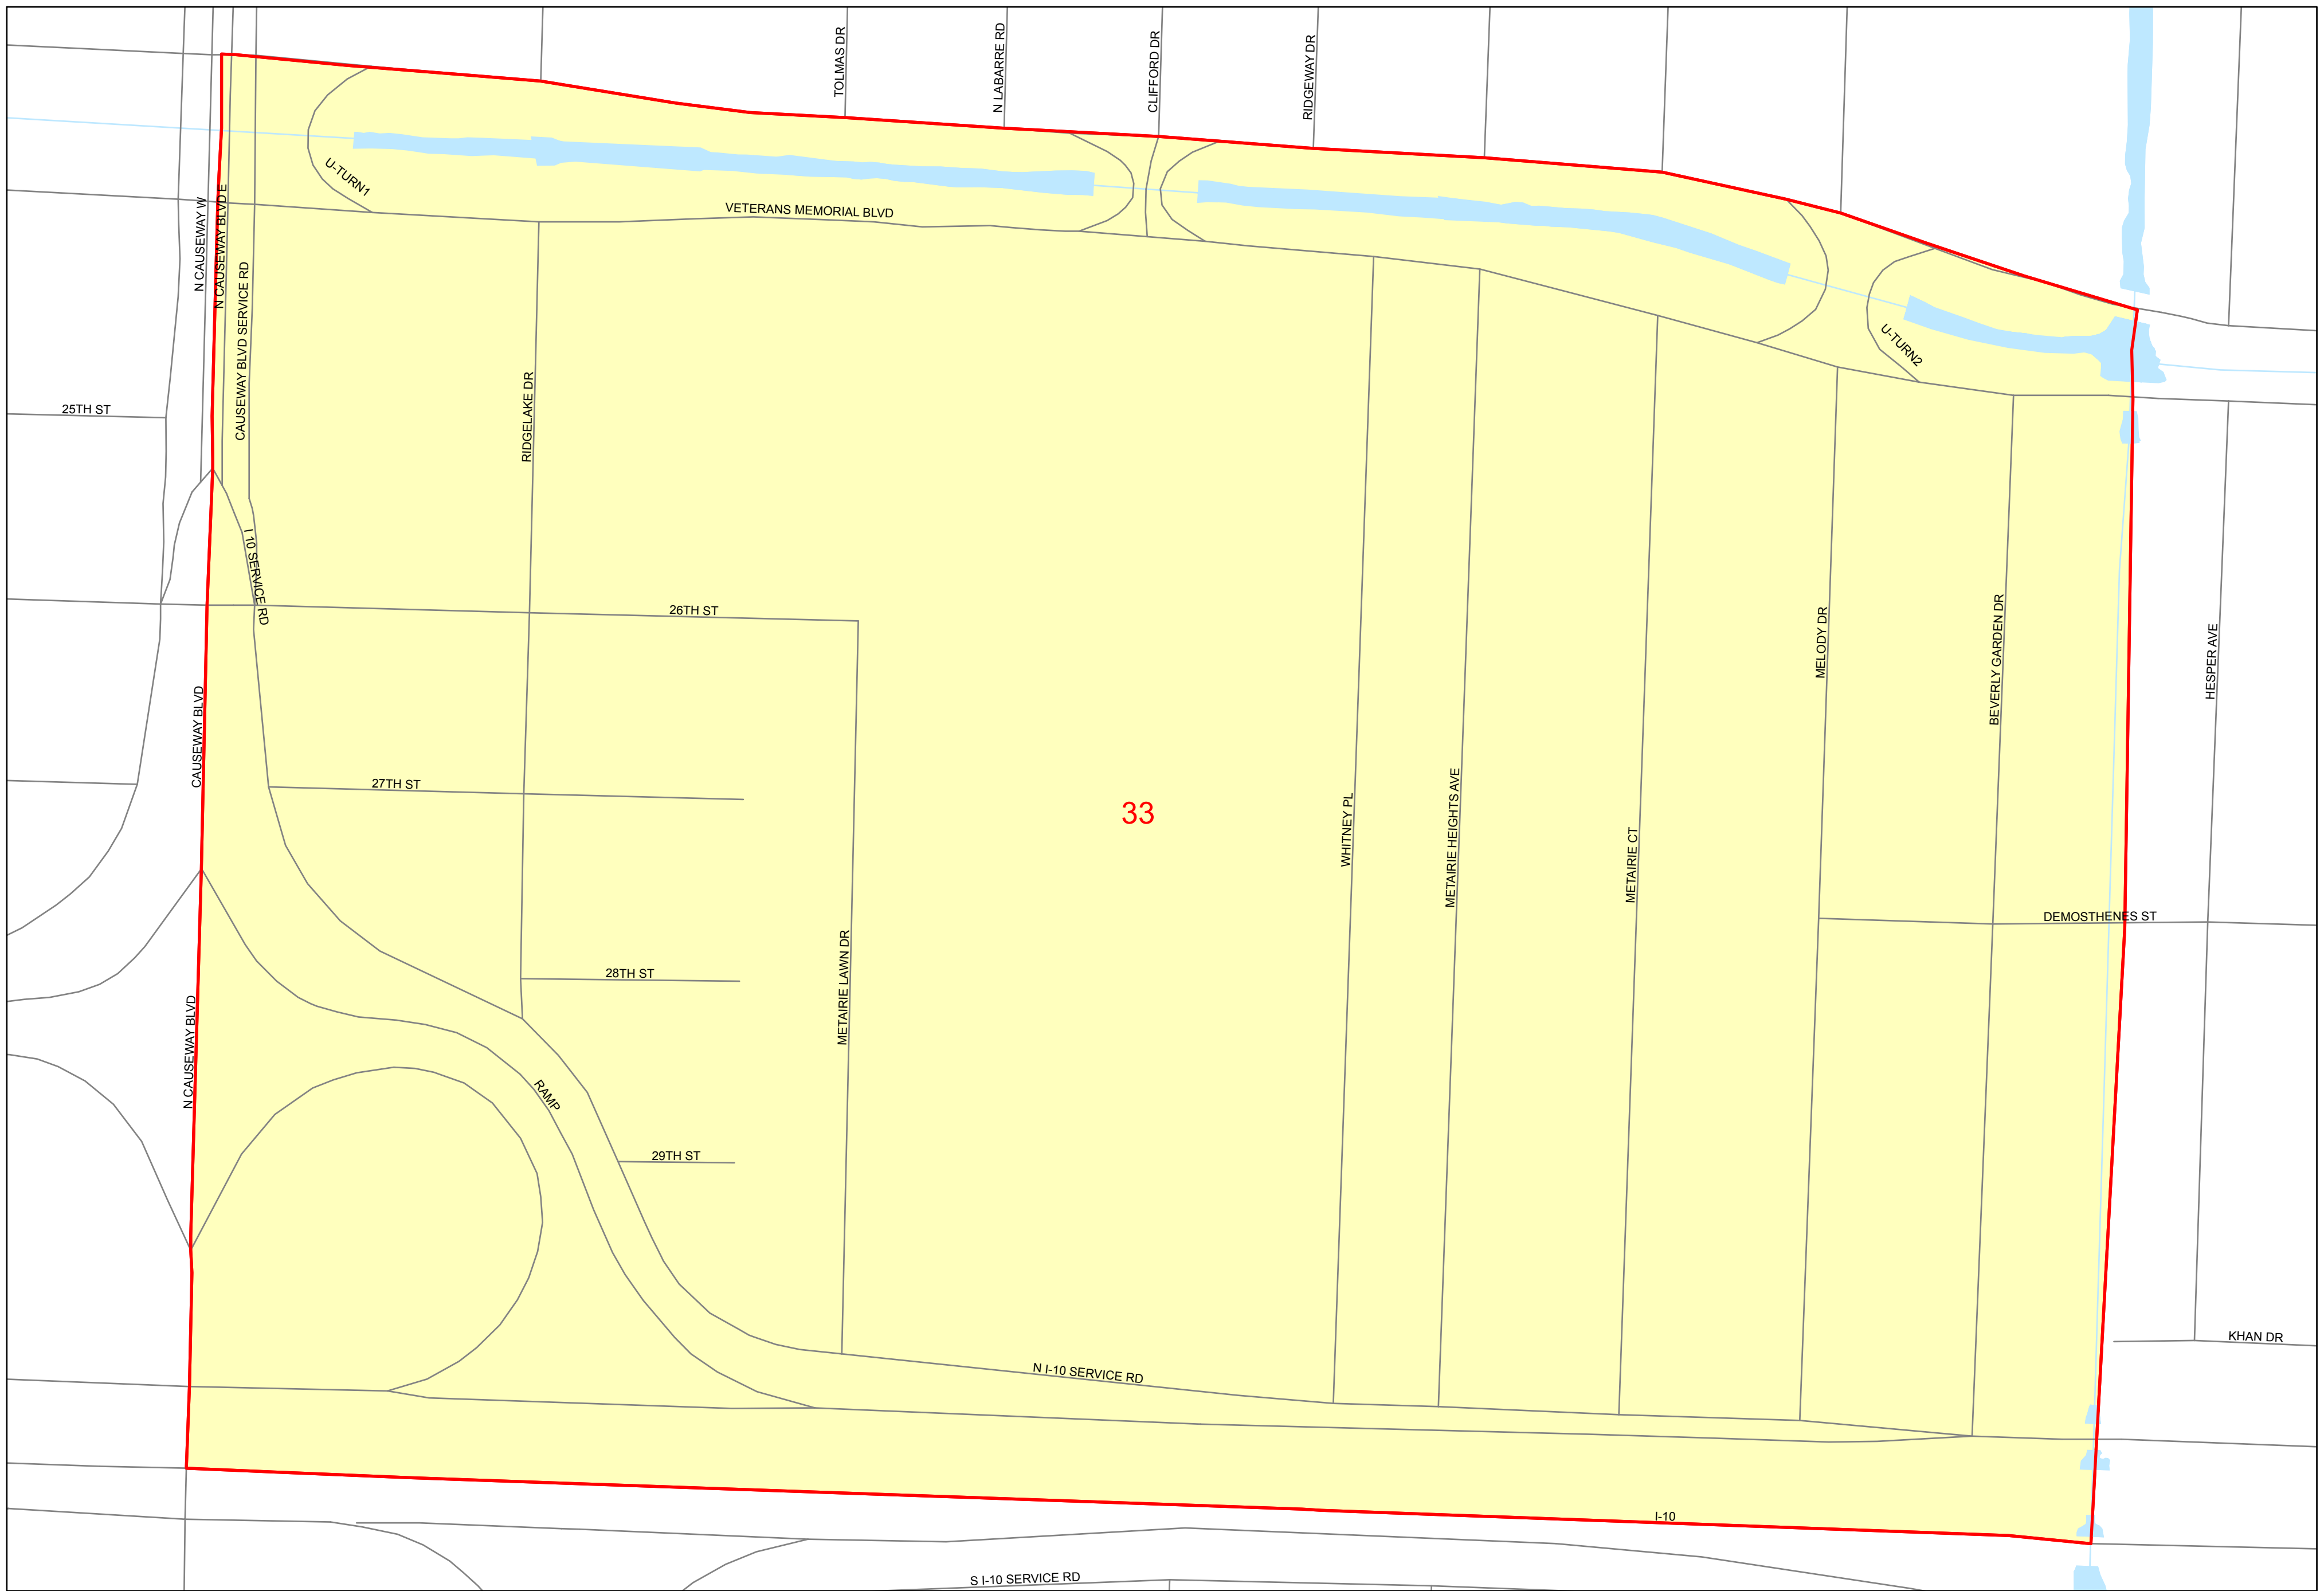 TOLMAS DR
N LABARRE RD
CLIFFORD DR
RIDGEWAY DR
U-TURN1
VETERANS MEMORIAL BLVD
N CAUSEWAY W
N CAUSEWAY BLVD E
CAUSEWAY BLVD SERVICE RD
U-TURN2
25TH ST
RIDGELAKE DR
I 10 SERVICE RD
26TH ST
MELODY DR
BEVERLY GARDEN DR
HESPER AVE
CAUSEWAY BLVD
27TH ST
33
WHITNEY PL
METAIRIE HEIGHTS AVE
METAIRIE CT
DEMOSTHENES ST
28TH ST
METAIRIE LAWN DR
N CAUSEWAY BLVD
RAMP
29TH ST
KHAN DR
N I-10 SERVICE RD
I-10
S I-10 SERVICE RD